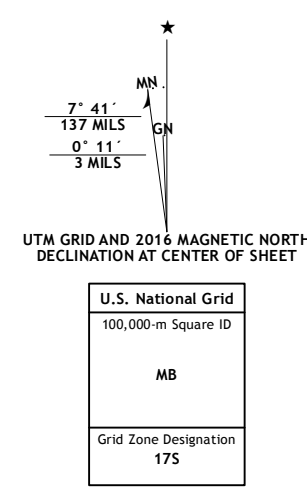 ★
MN
7° 41´
137 MILS
GN
0° 11´
3 MILS
UTM GRID AND 2016 MAGNETIC NORTH
DECLINATION AT CENTER OF SHEET
U.S. National Grid
100,000-m Square ID
MB
Grid Zone Designation
17S